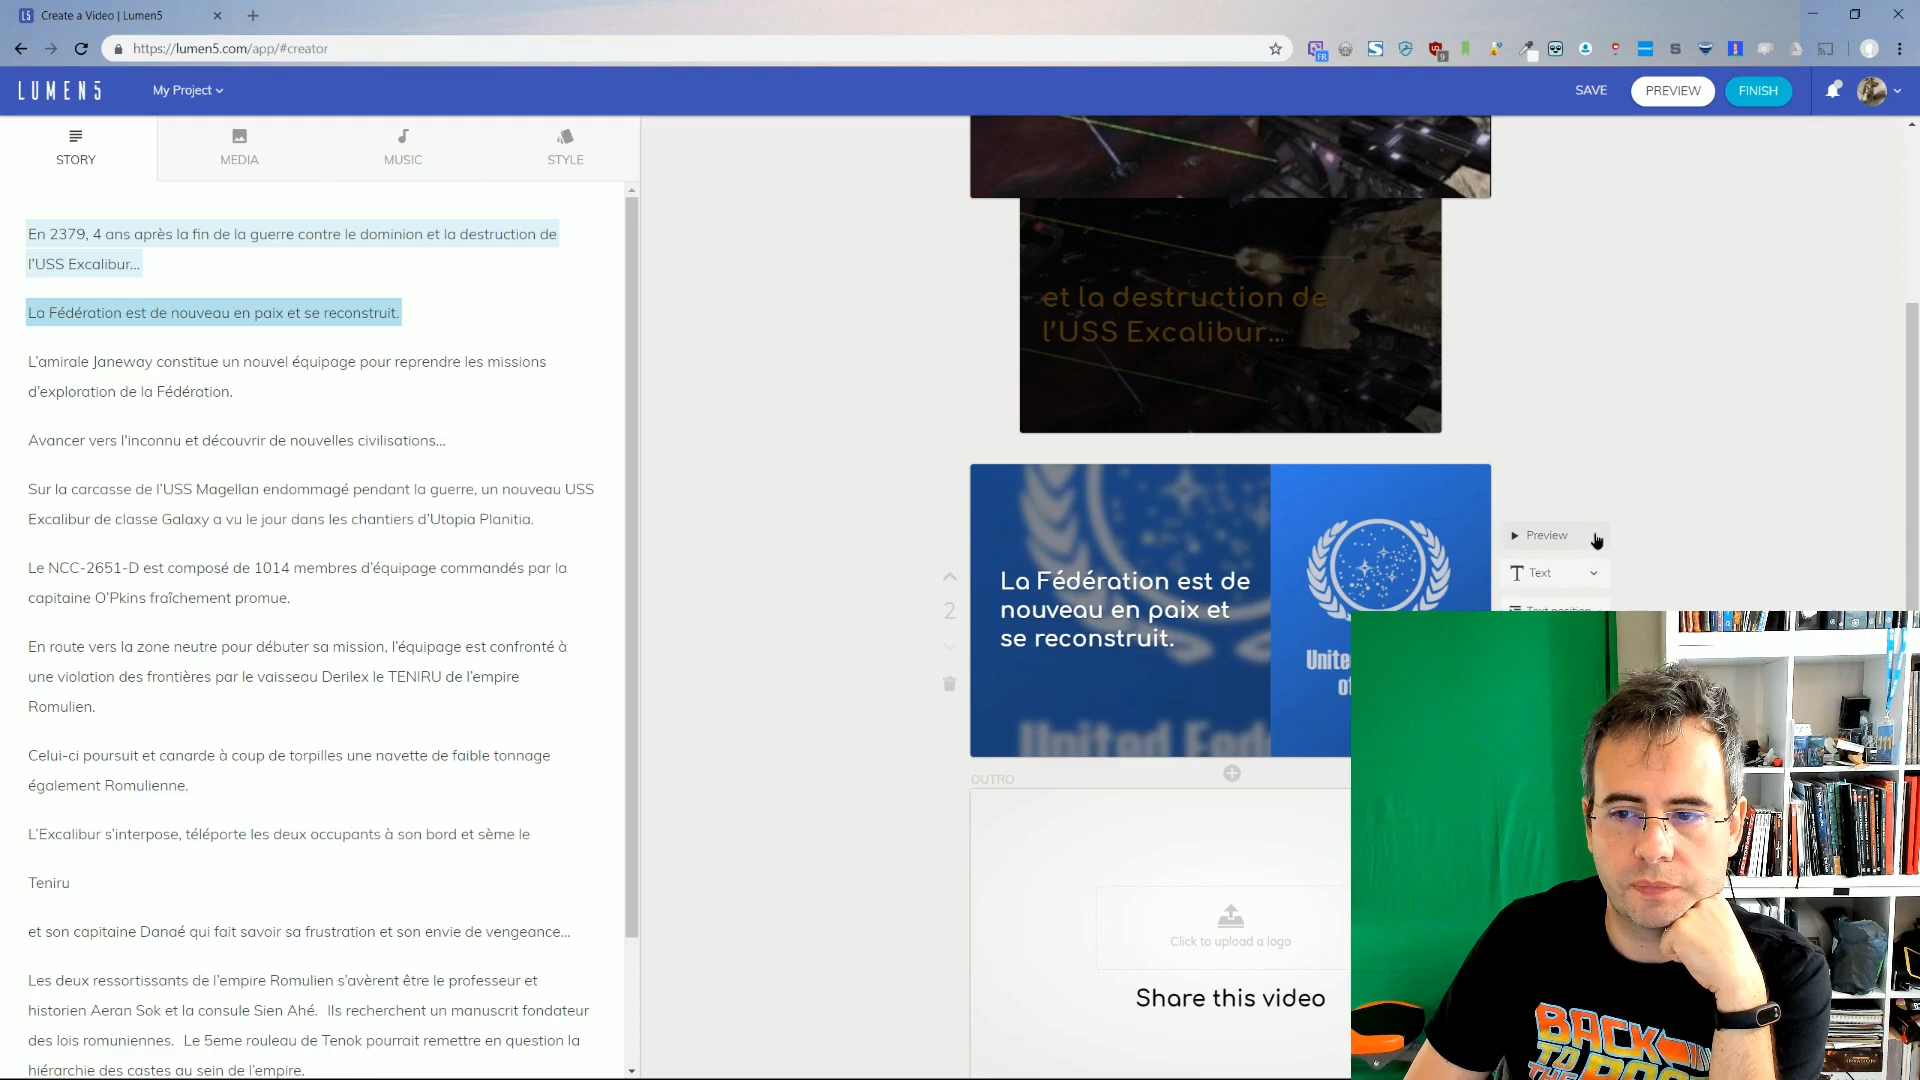 Create a Video | Lumen5
https://lumen5.com/app/#creator
FR
9
LUMEN5
My Project
SAVE
PREVIEW
FINISH
STORY
MEDIA
MUSIC
STYLE
En 2379, 4 ans après la fin de la guerre contre le dominion et la destruction de
l’USS Excalibur...
La Fédération est de nouveau en paix et se reconstruit.
L’amirale Janeway constitue un nouvel équipage pour reprendre les missions
d’exploration de la Fédération.
Avancer vers l'inconnu et découvrir de nouvelles civilisations...
Sur la carcasse de l’USS Magellan endommagé pendant la guerre, un nouveau USS
Excalibur de classe Galaxy a vu le jour dans les chantiers d’Utopia Planitia.
Le NCC-2651-D est composé de 1014 membres d’équipage commandés par la
capitaine O’Pkins fraîchement promue.
En route vers la zone neutre pour débuter sa mission, l’équipage est confronté à
une violation des frontières par le vaisseau Derilex le TENIRU de l’empire
Romulien.
Celui-ci poursuit et canarde à coup de torpilles une navette de faible tonnage
également Romulienne.
L’Excalibur s’interpose, téléporte les deux occupants à son bord et sème le
Teniru
et son capitaine Danaé qui fait savoir sa frustration et son envie de vengeance...
Les deux ressortissants de l’empire Romulien s’avèrent être le professeur et
historien Aeran Sok et la consule Sien Ahé. Ils recherchent un manuscrit fondateur
des lois romuniennes. Le 5eme rouleau de Tenok pourrait remettre en question la
hiérarchie des castes au sein de l’empire.
et la destruction de
l’USS Excalibur...
2
La Fédération est de
nouveau en paix et
se reconstruit.
Unite
of
United Fede
Preview
Text
Text position
OUTRO
Click to upload a logo
Share this video
BACK
TO
THE